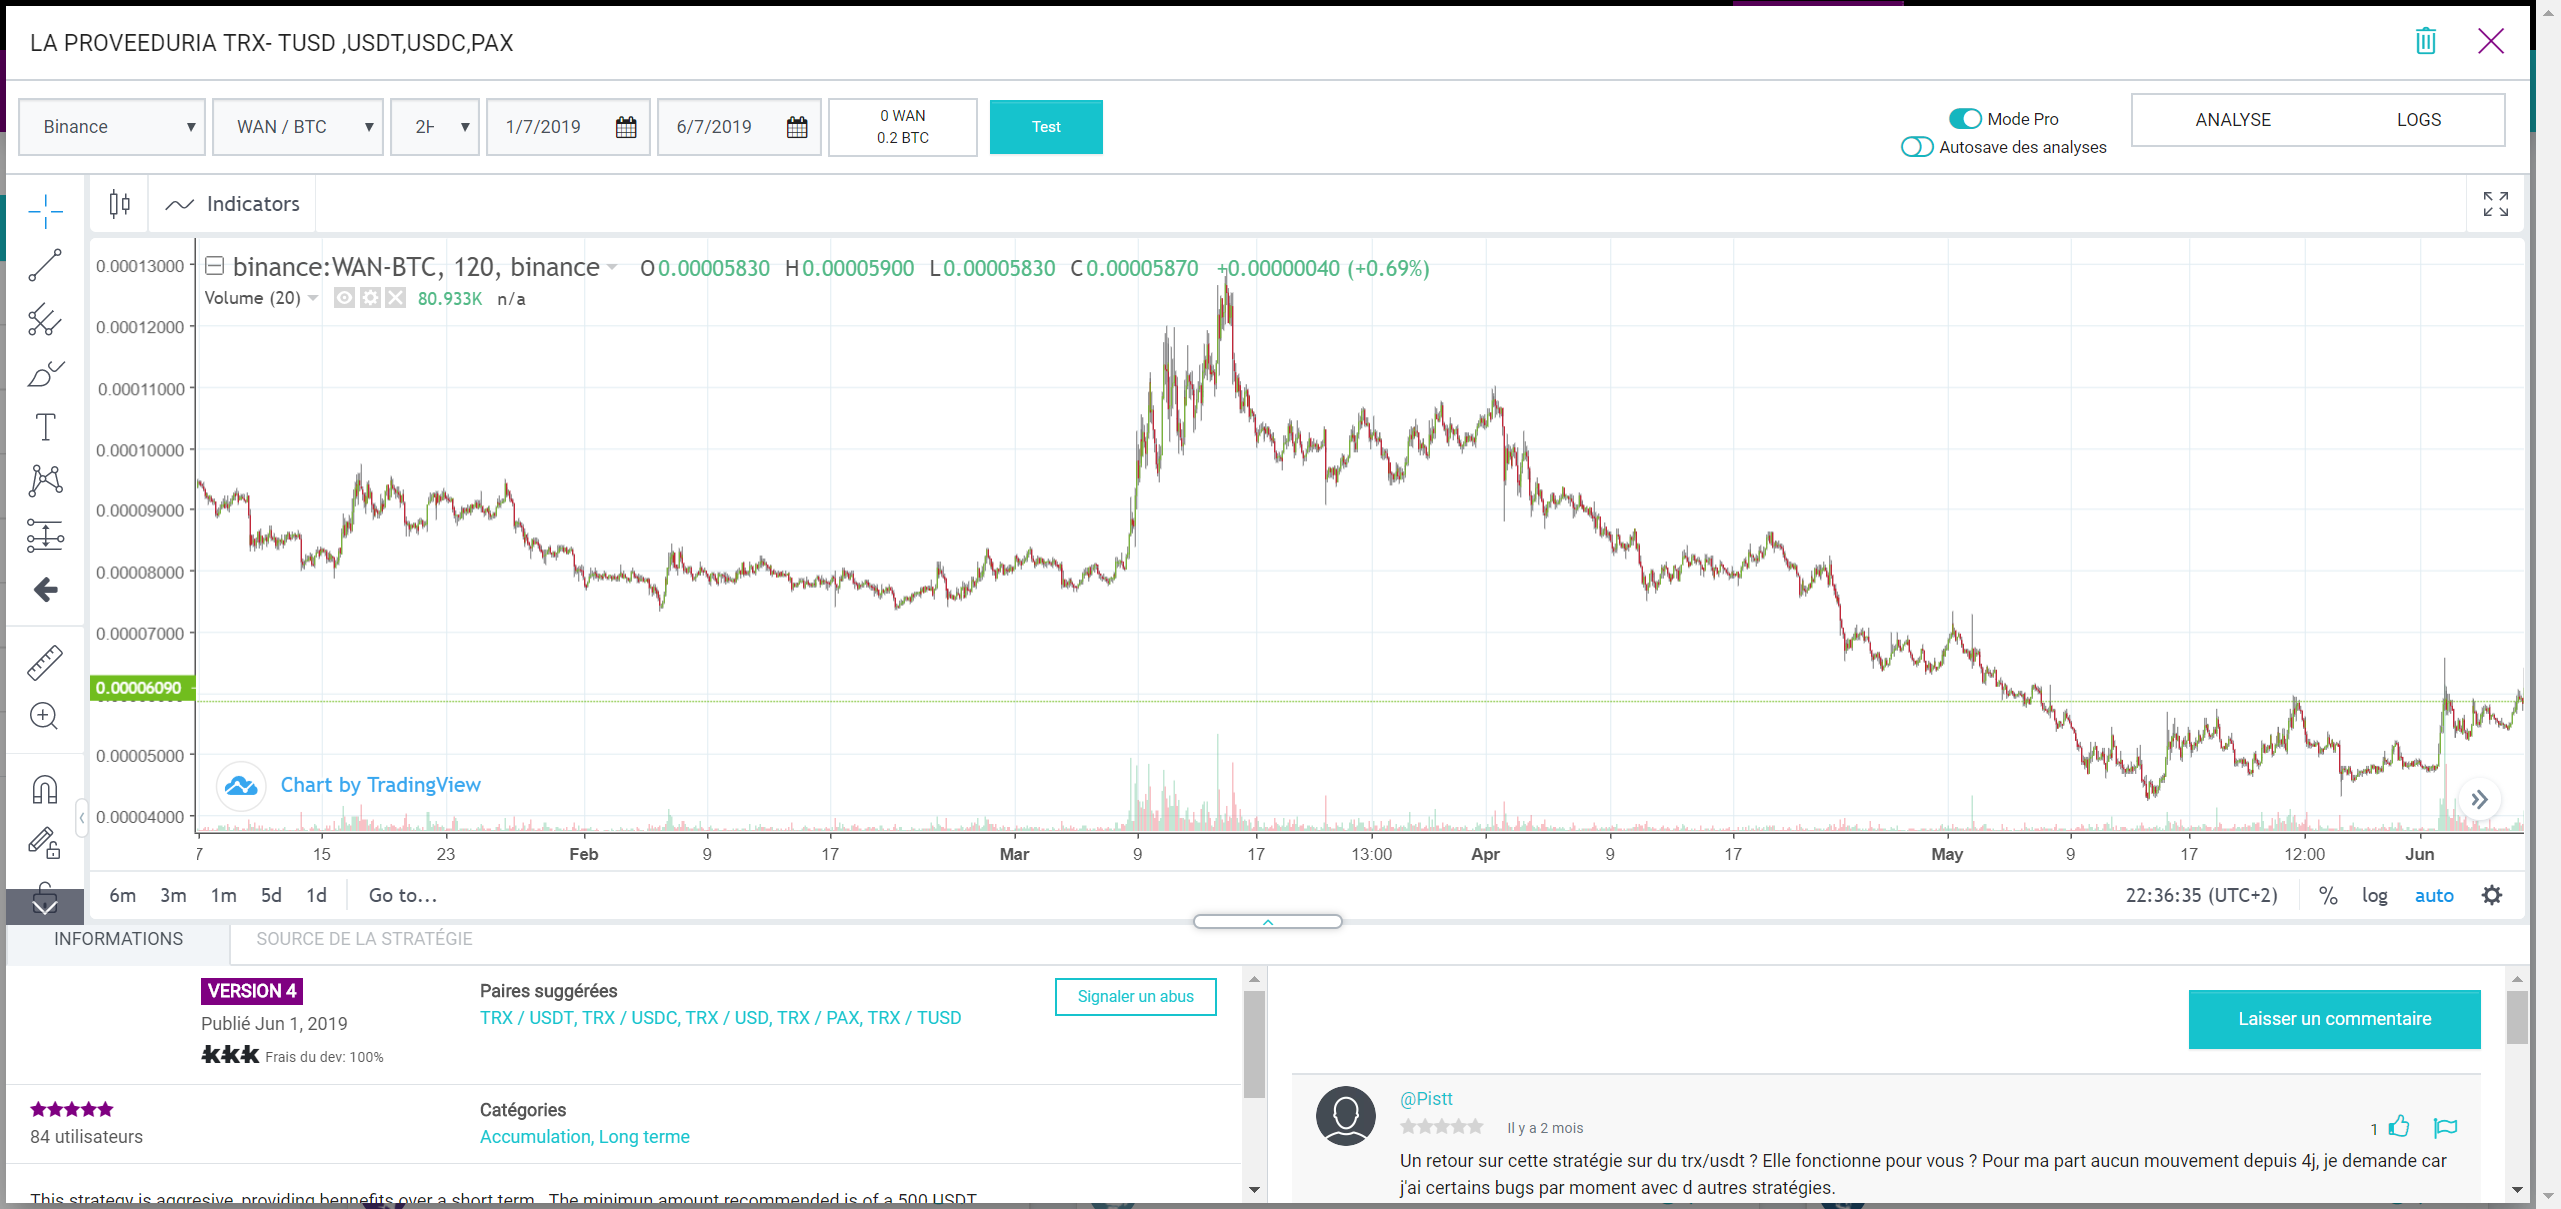 LA PROVEEDURIA TRX- TUSD ,USDT,USDC,PAX
Binance
WAN / BTC
1/7/2019
6/7/2019
0 WAN
0.2 BTC
Test
Mode Pro
Autosave des analyses
ANALYSE
LOGS
Indicators
binance:WAN-BTC, 120, binance O0.00005830 H0.00005900 L0.00005830 C0.00005870 +0.00000040 (+0.69%)
Volume (20) 80.933K n/a
0.00013000
0.00012000
0.00011000
0.00010000
0.00009000
0.00008000
0.00007000
0.00006090
0.00005000
0.00004000
Chart by TradingView
7 15 23 Feb 9 17 Mar 9 17 13:00 Apr 9 17 May 9 17 12:00 Jun
6m 3m 1m 5d 1d Go to...
22:36:35 (UTC+2) % log auto
INFORMATIONS
SOURCE DE LA STRATÉGIE
VERSION 4
Publié Jun 1, 2019
Frais du dev: 100%
Paires suggérées
TRX / USDT, TRX / USDC, TRX / USD, TRX / PAX, TRX / TUSD
Signaler un abus
84 utilisateurs
Catégories
Accumulation, Long terme
This strategy is aggresive, providing bennefits over a short term. The minimun amount recommended is of a 500 USDT
Laisser un commentaire
@Pistt
Il y a 2 mois
1
Un retour sur cette stratégie sur du trx/usdt ? Elle fonctionne pour vous ? Pour ma part aucun mouvement depuis 4j, je demande car
j'ai certains bugs par moment avec d autres stratégies.